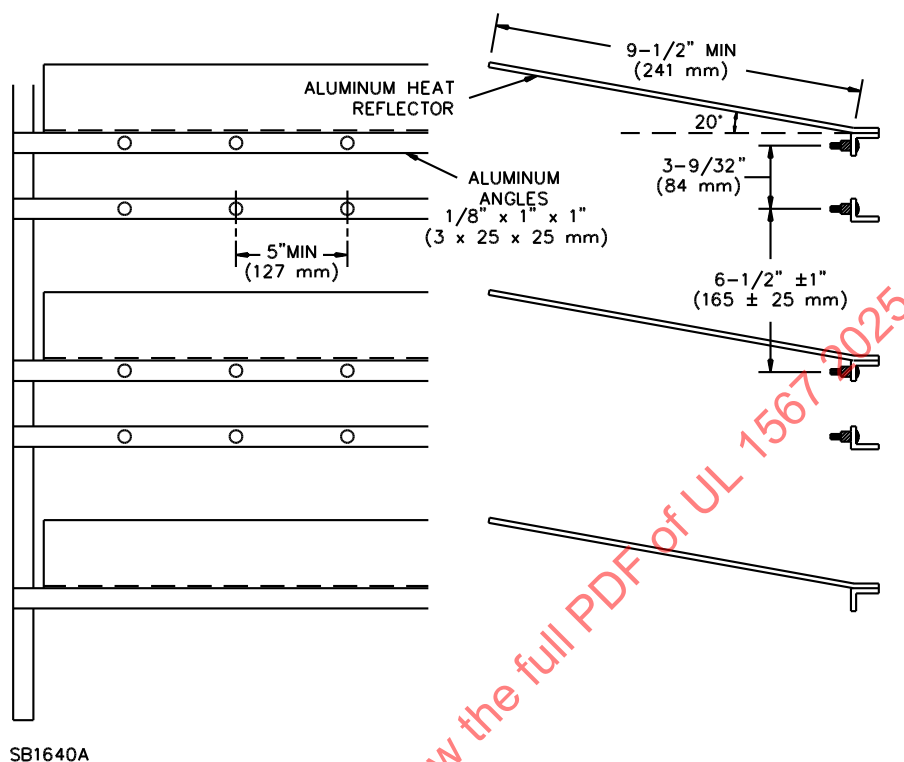 9-1/2" MIN
(241 mm)
ALUMINUM HEAT
REFLECTOR
20°
3-9/32"
(84 mm)
ALUMINUM
ANGLES
1/8" x 1" x 1"
(3 x 25 x 25 mm)
5"MIN
(127 mm)
6-1/2" ±1"
(165 ± 25 mm)
w the full PDF of UL 1567 2025
SB1640A